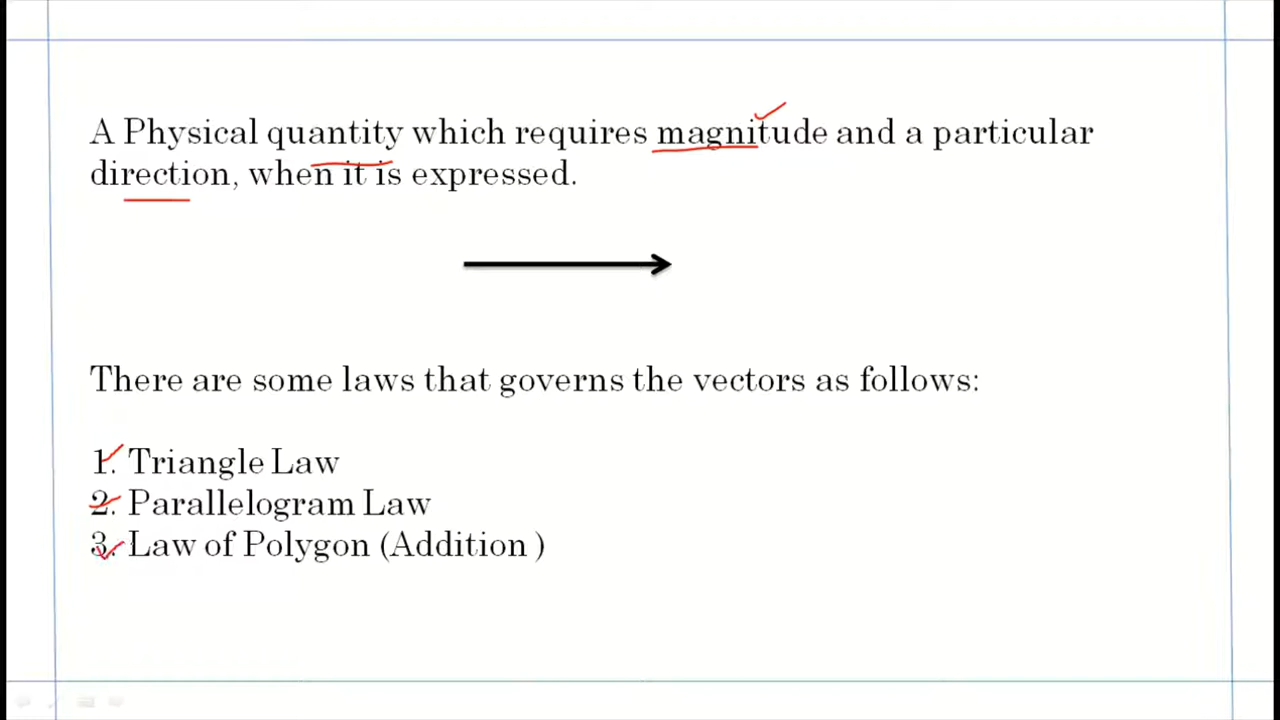 A Physical quantity which requires magnitude and a particular
direction, when it is expressed.
There are some laws that governs the vectors as follows:
1. Triangle Law
2. Parallelogram Law
3. Law of Polygon (Addition )